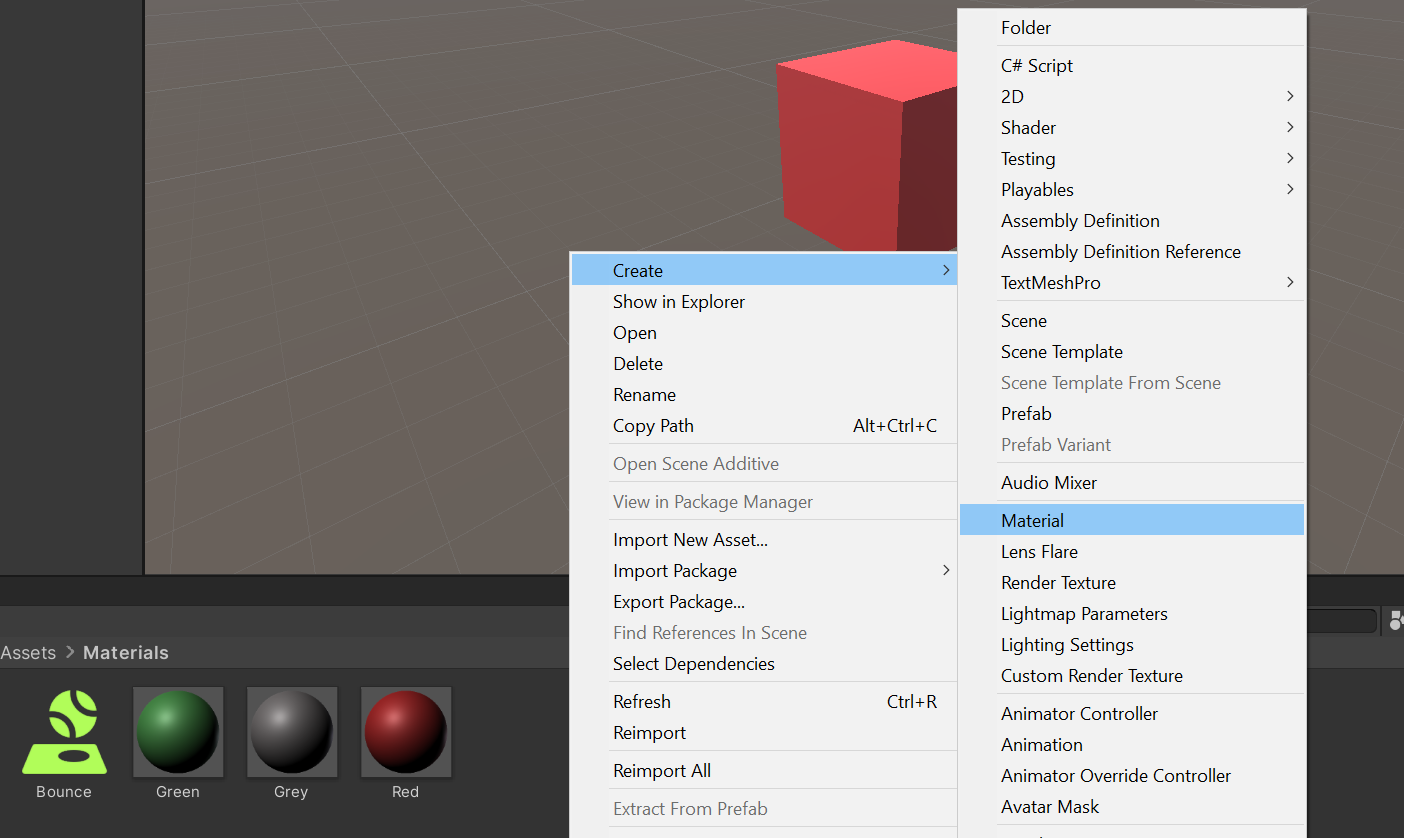 Folder
C# Script
2D
Shader
Testing
Playables
Assembly Definition
Assembly Definition Reference
TextMeshPro
Scene
Scene Template
Scene Template From Scene
Prefab
Prefab Variant
Audio Mixer
Material
Lens Flare
Render Texture
Lightmap Parameters
Lighting Settings
Custom Render Texture
Animator Controller
Animation
Animator Override Controller
Avatar Mask
Create
Show in Explorer
Open
Delete
Rename
Copy Path Alt+Ctrl+C
Open Scene Additive
View in Package Manager
Import New Asset...
Import Package
Export Package...
Find References In Scene
Select Dependencies
Refresh Ctrl+R
Reimport
Reimport All
Extract From Prefab
Assets > Materials
Bounce Green Grey Red